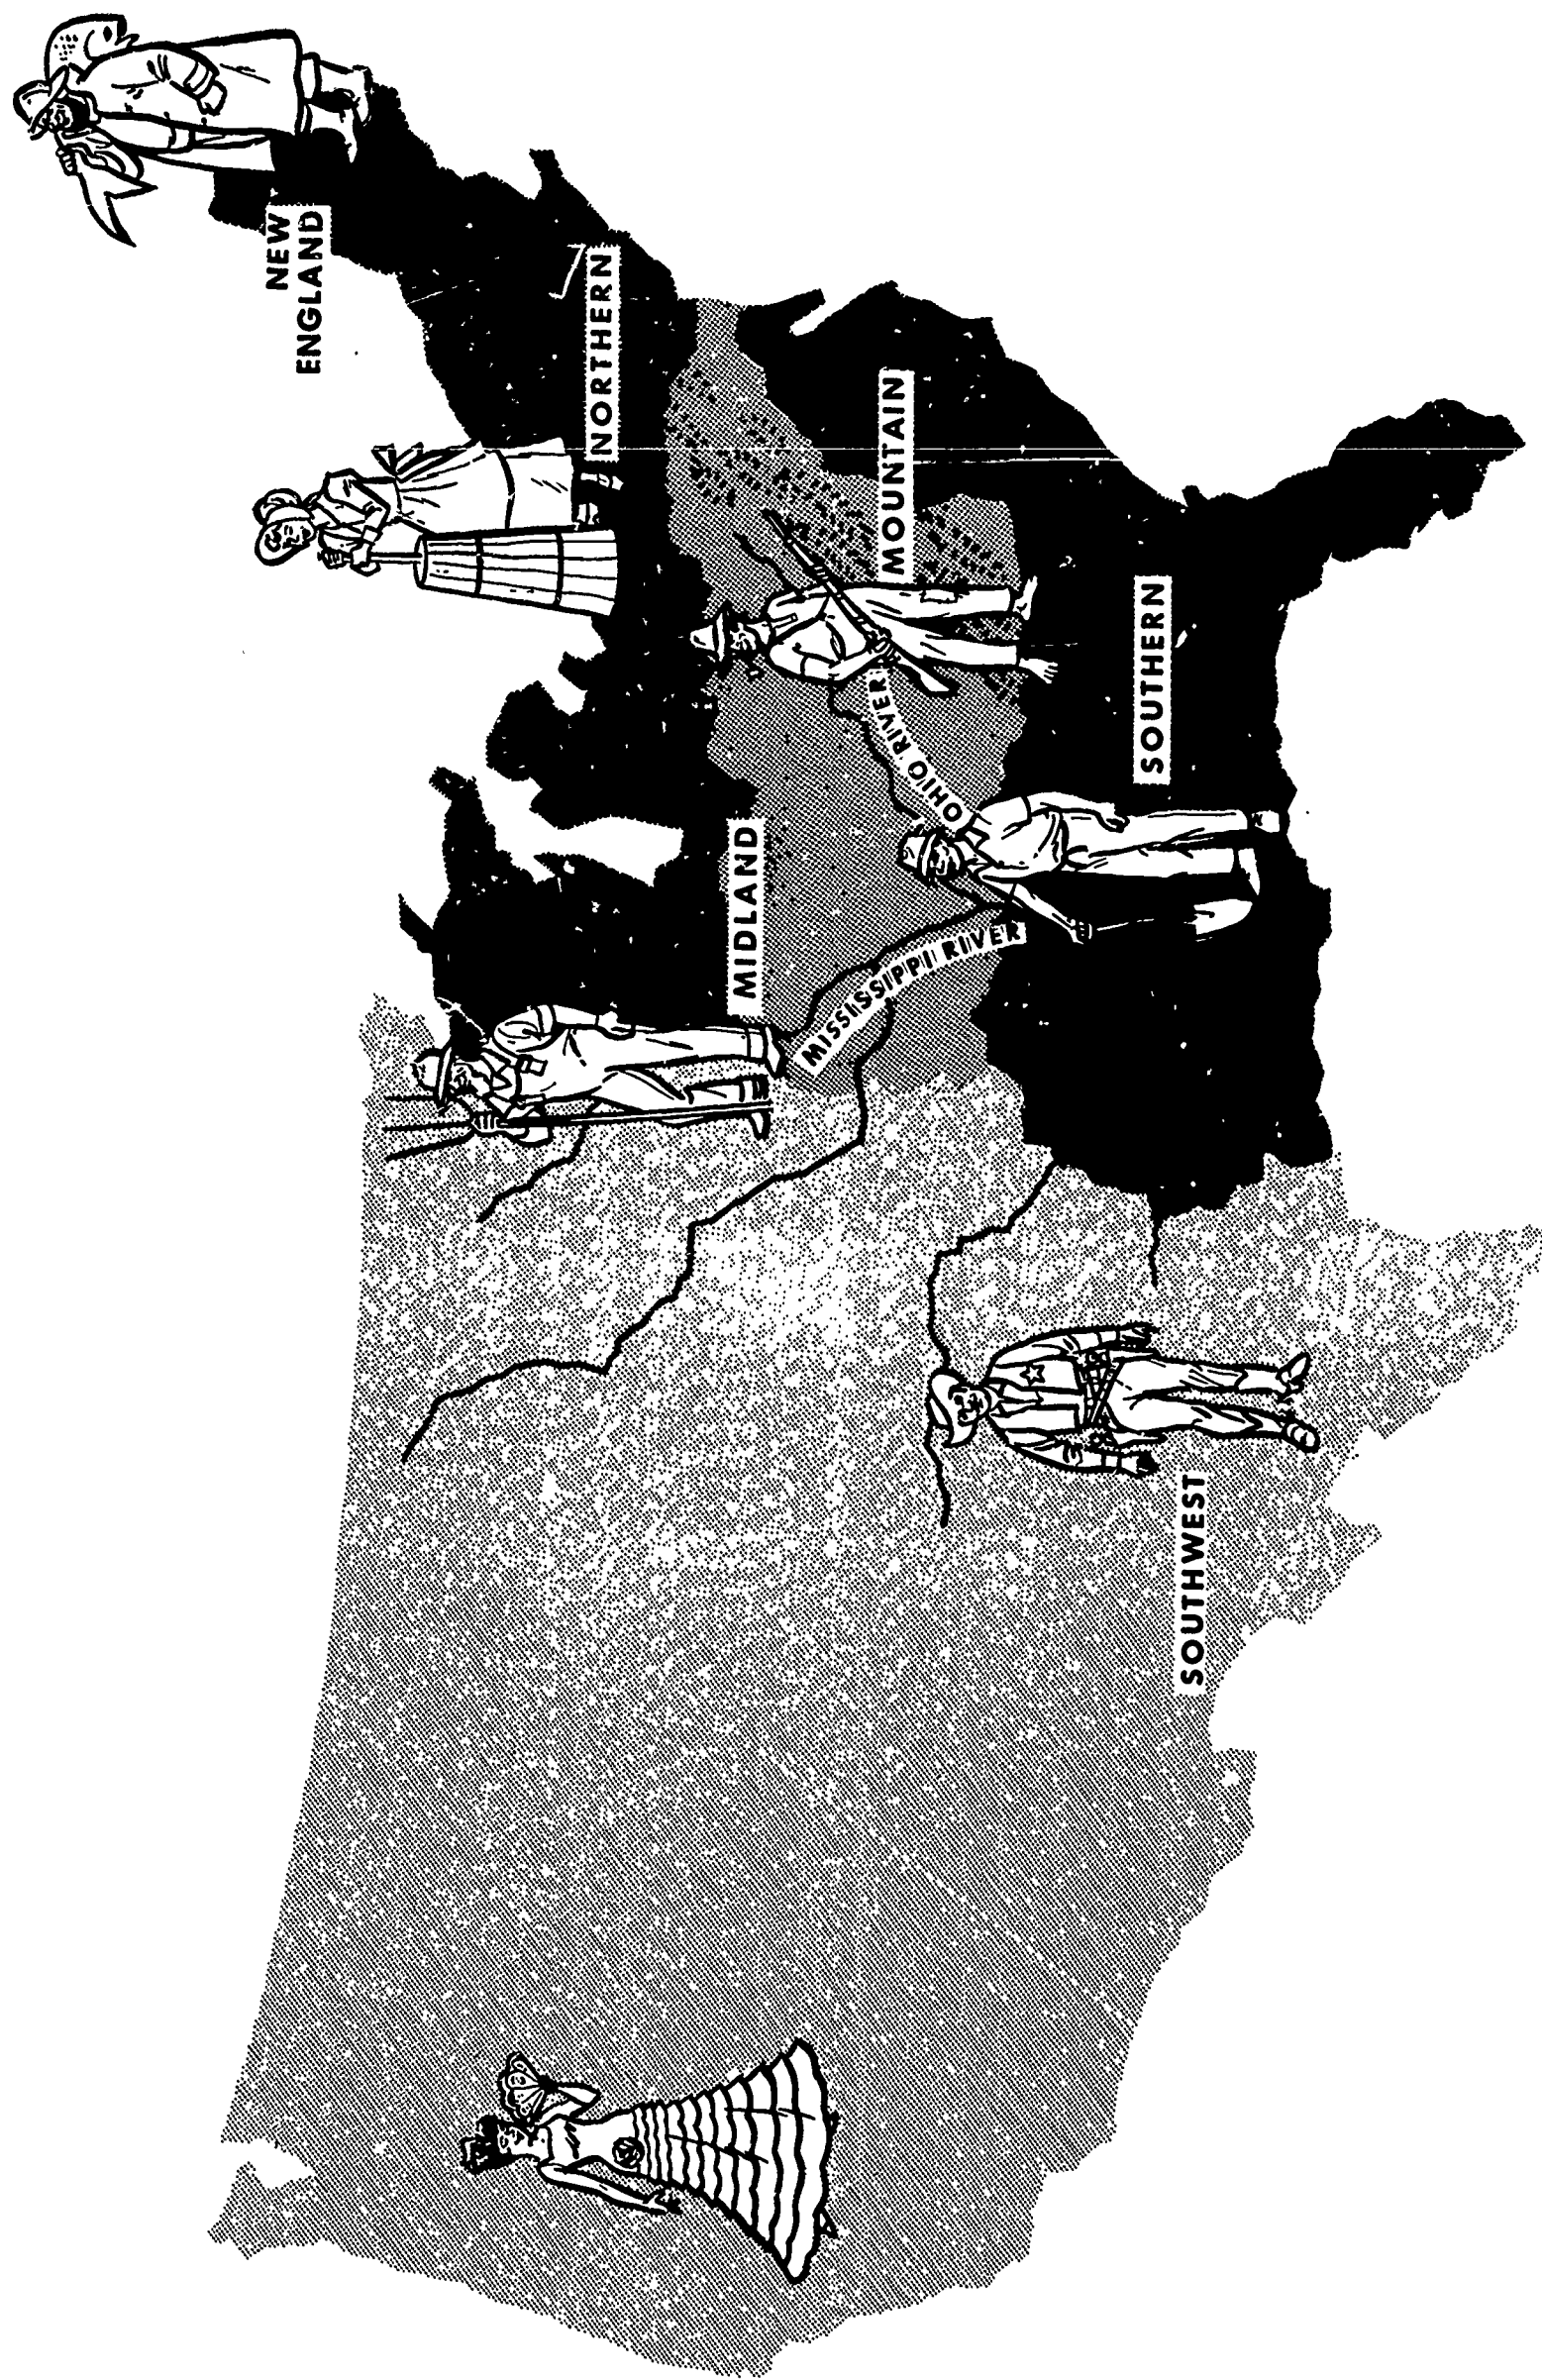 NEW
ENGLAND
NORTHERN
MIDLAND
MOUNTAIN
OHIO RIVER
MISSISSIPPI RIVER
SOUTHERN
SOUTHWEST